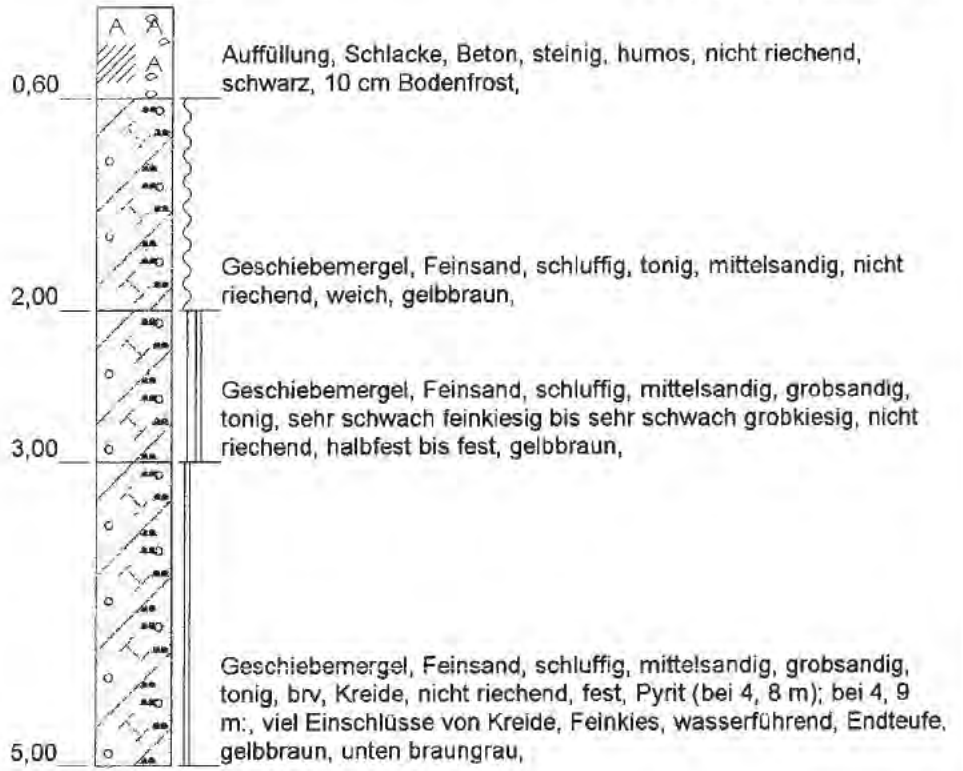 A A
A
Auffüllung, Schlacke, Beton, steinig, humos, nicht riechend,
schwarz, 10 cm Bodenfrost,
0,60
Geschiebemergel, Feinsand, schluffig, tonig, mittelsandig, nicht
riechend, weich, gelbbraun,
2,00
Geschiebemergel, Feinsand, schluffig, mittelsandig, grobsandig,
tonig, sehr schwach feinkiesig bis sehr schwach grobkiesig, nicht
riechend, halbfest bis fest, gelbbraun,
3,00
Geschiebemergel, Feinsand, schluffig, mittelsandig, grobsandig,
tonig, brv, Kreide, nicht riechend, fest, Pyrit (bei 4, 8 m); bei 4, 9
m:, viel Einschlüsse von Kreide, Feinkies, wasserführend, Endteufe,
gelbbraun, unten braungrau,
5,00